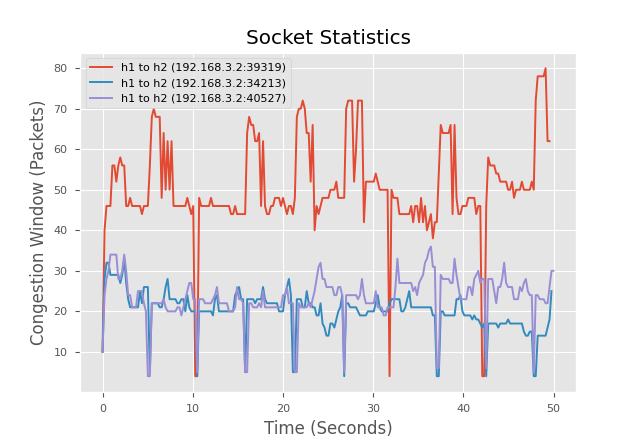 Socket Statistics
h1 to h2 (192.168.3.2:39319)
h1 to h2 (192.168.3.2:34213)
h1 to h2 (192.168.3.2:40527)
Congestion Window (Packets)
80
70
60
50
40
30
20
10
0 10 20 30 40 50
Time (Seconds)